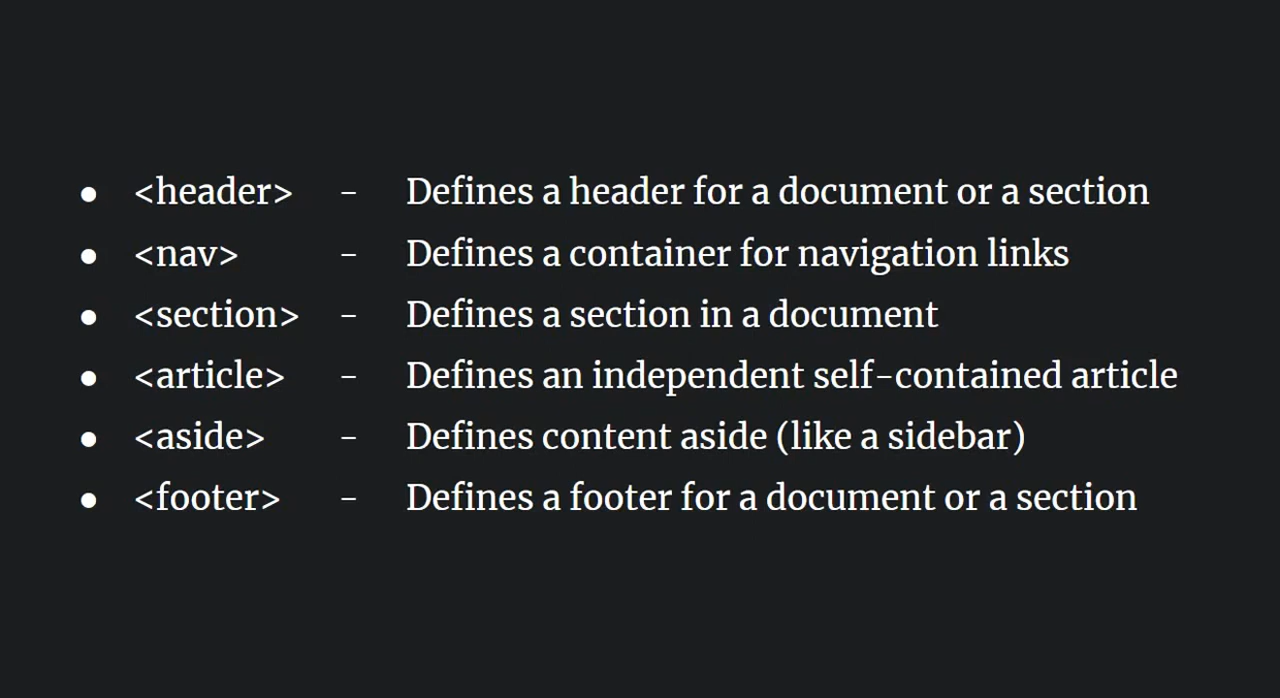 ● <header> - Defines a header for a document or a section
● <nav> - Defines a container for navigation links
● <section> - Defines a section in a document
● <article> - Defines an independent self-contained article
● <aside> - Defines content aside (like a sidebar)
● <footer> - Defines a footer for a document or a section